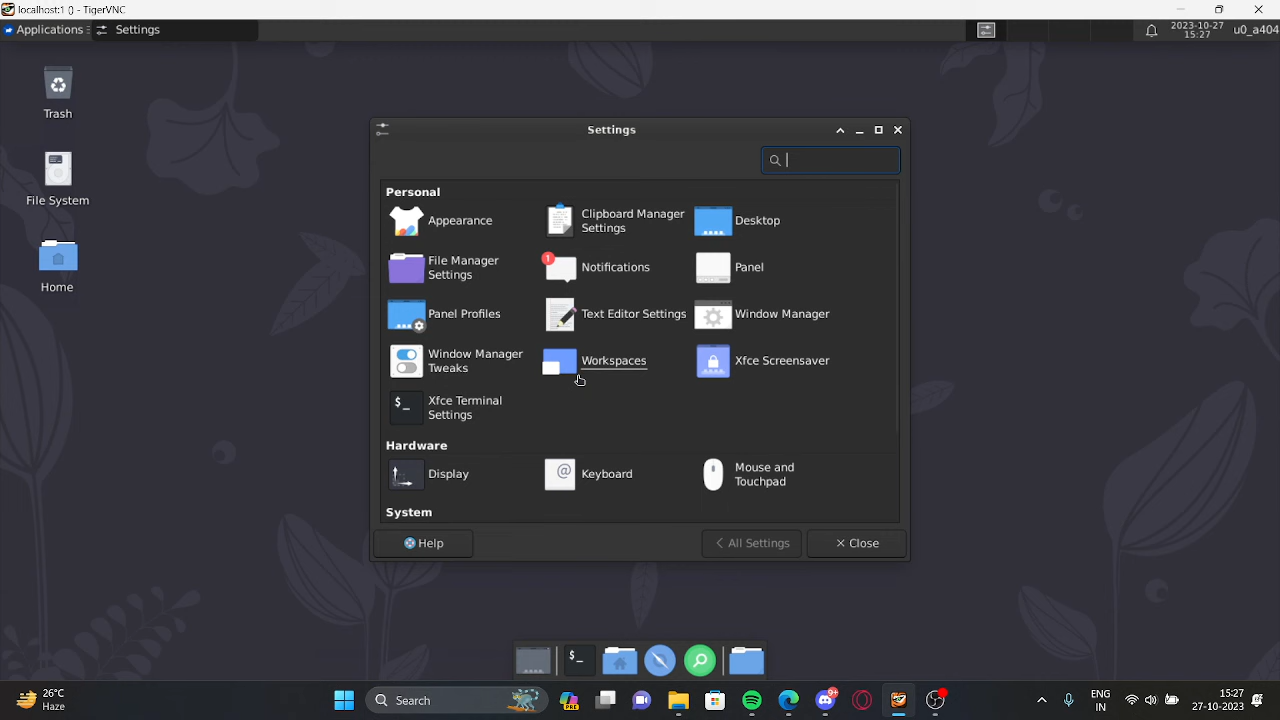 localhost:1 () - TigerVNC
Applications
Settings
2023-10-27
15:27
u0_a404
Trash
File System
Home
Settings
Personal
Appearance
Clipboard Manager
Settings
Desktop
File Manager
Settings
1
Notifications
Panel
Panel Profiles
Text Editor Settings
Window Manager
Window Manager
Tweaks
Workspaces
Xfce Screensaver
$_
Xfce Terminal
Settings
Hardware
Display
@
Keyboard
Mouse and
Touchpad
System
Help
< All Settings
× Close
$_
26°C
Haze
Search
ENG
IN
15:27
27-10-2023